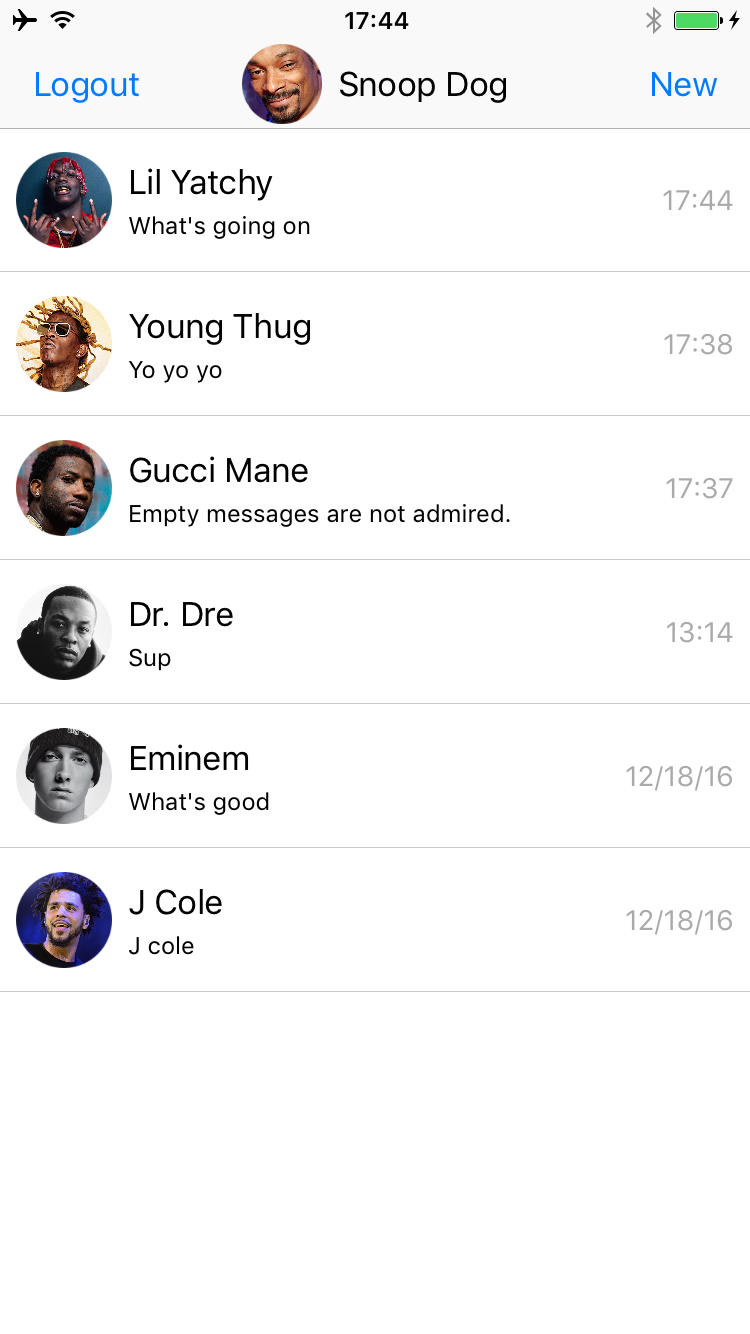 17:44
Logout Snoop Dog New
Lil Yatchy 17:44
What's going on
Young Thug 17:38
Yo yo yo
Gucci Mane 17:37
Empty messages are not admired.
Dr. Dre 13:14
Sup
Eminem 12/18/16
What's good
J Cole 12/18/16
J cole